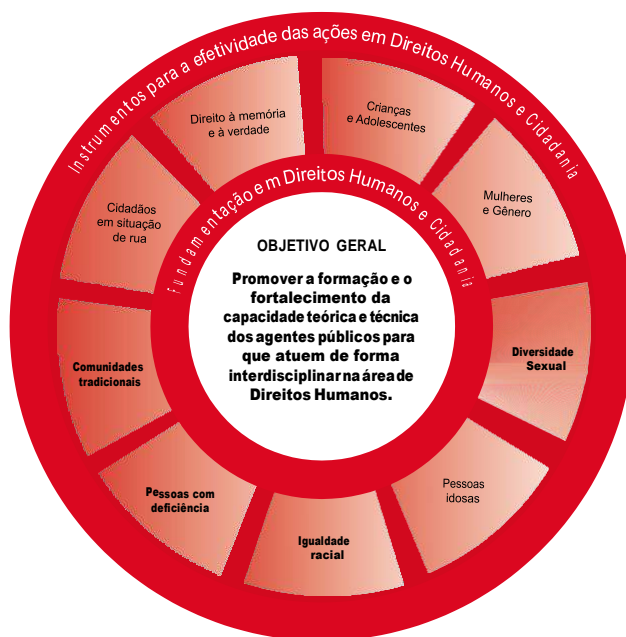 Instrumentos para a efetividade das ações em Direitos Humanos e Cidadania
Direito à memória
e à verdade
Crianças
e Adolescentes
Mulheres
e Gênero
Diversidade
Sexual
Pessoas
idosas
Igualdade
racial
Pessoas com
deficiência
Comunidades
tradicionais
Cidadãos
em situação
de rua
Fundamentação em Direitos Humanos e Cidadania
OBJETIVO GERAL
Promover a formação e o
fortalecimento da
capacidade teórica e técnica
dos agentes públicos para
que atuem de forma
interdisciplinar na área de
Direitos Humanos.